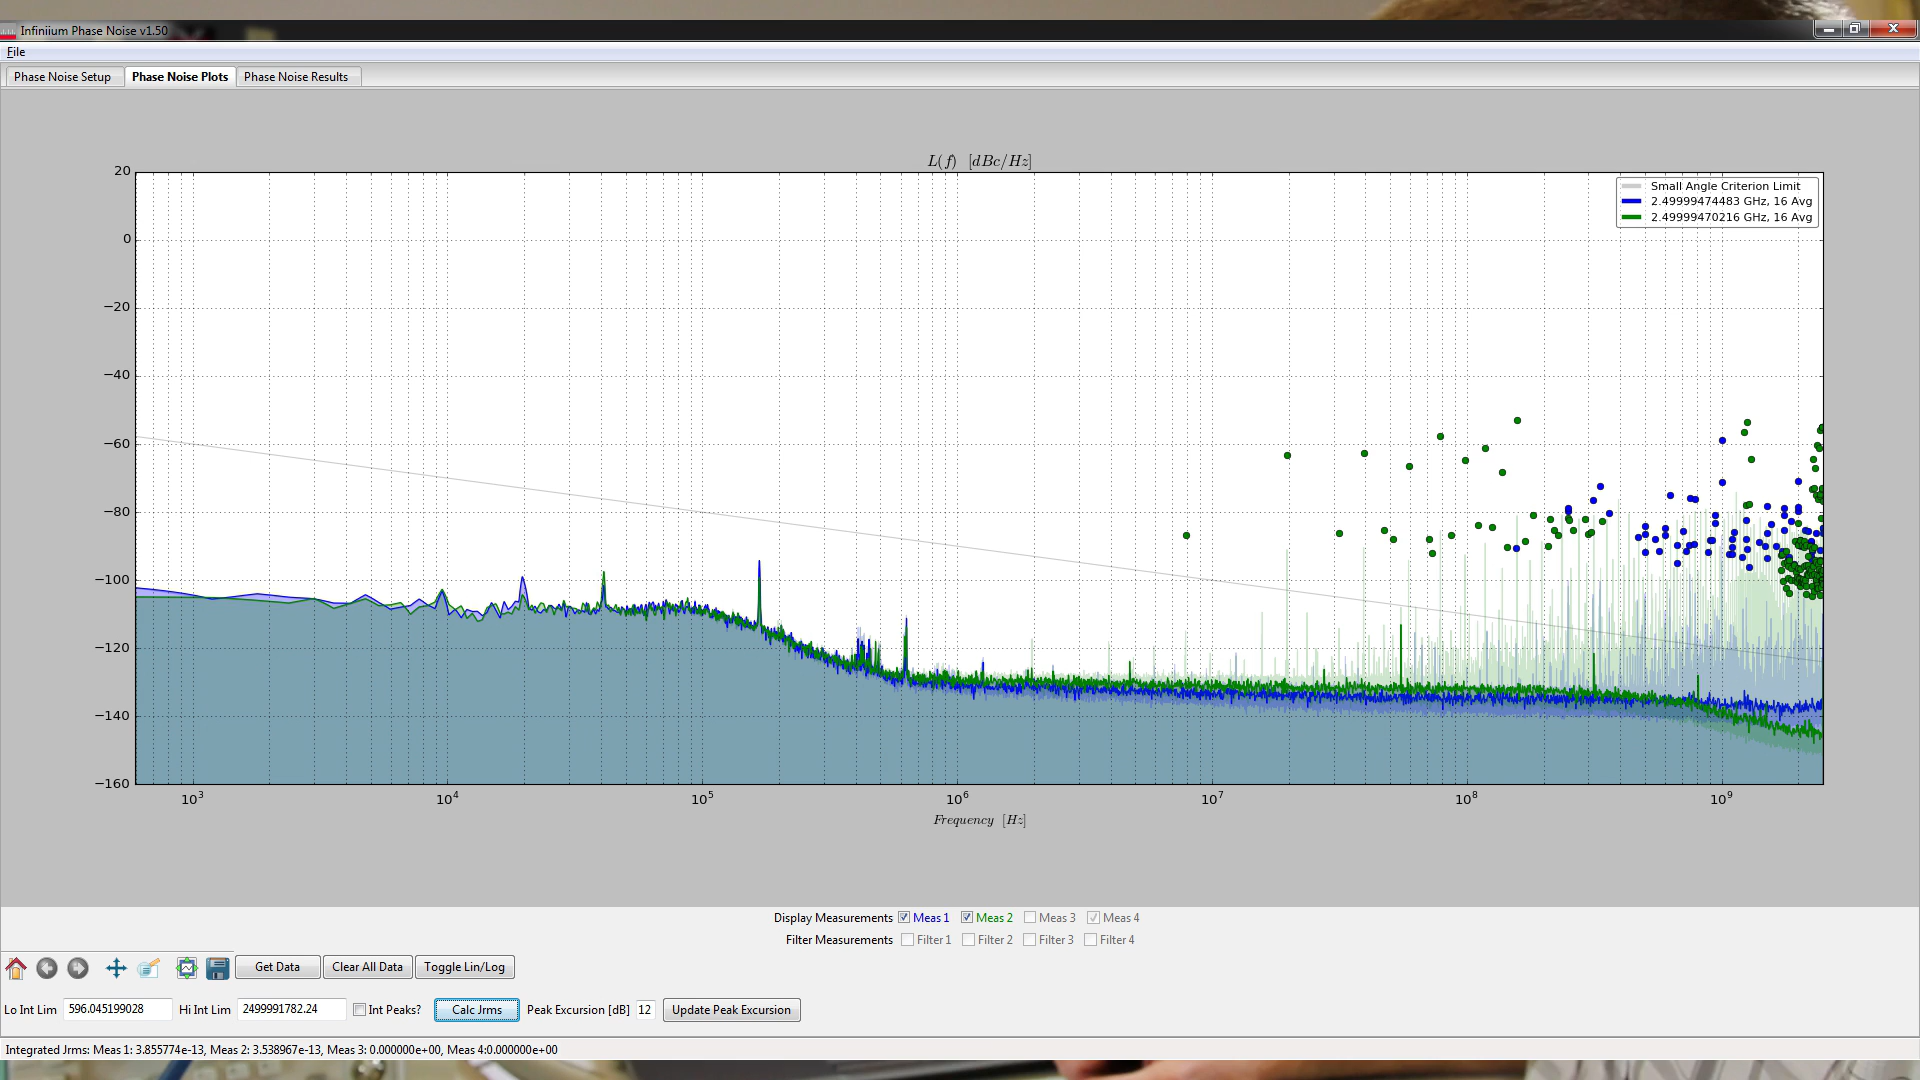 Infiniium Phase Noise v1.50
File
Phase Noise Setup Phase Noise Plots Phase Noise Results
L(f) [dBc/Hz]
20
0
−20
−40
−60
−80
−100
−120
−140
−160
Small Angle Criterion Limit
2.49999474483 GHz, 16 Avg
2.49999470216 GHz, 16 Avg
10³ 10⁴ 10⁵ 10⁶ 10⁷ 10⁸ 10⁹
Frequency [Hz]
Display Measurements Meas 1 Meas 2 Meas 3 Meas 4
Filter Measurements Filter 1 Filter 2 Filter 3 Filter 4
Get Data Clear All Data Toggle Lin/Log
Lo Int Lim 596.045199028 Hi Int Lim 2499991782.24 Int Peaks? Calc Jrms Peak Excursion [dB] 12 Update Peak Excursion
Integrated Jrms: Meas 1: 3.855774e-13, Meas 2: 3.538967e-13, Meas 3: 0.000000e+00, Meas 4:0.000000e+00